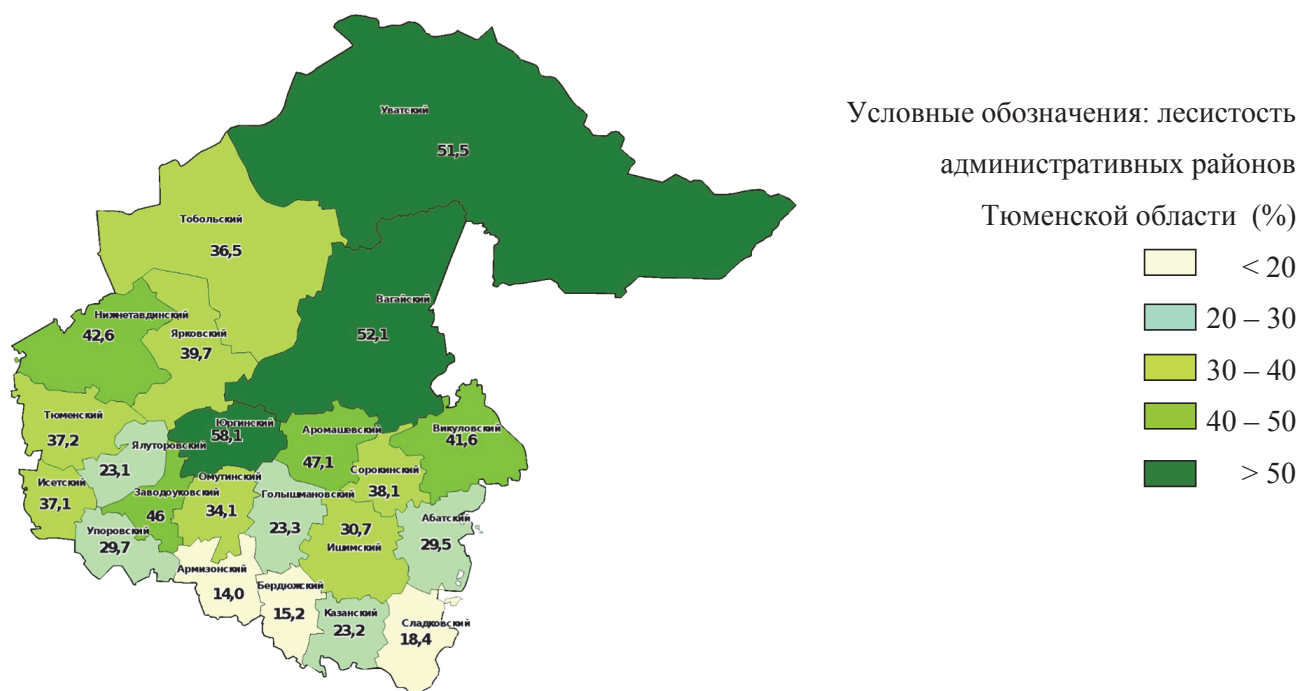 Уватский
51,5
Тобольский
36,5
Вагайский
52,1
Нижнетавдинский
42,6
Ярковский
39,7
Тюменский
37,2
Юргинский
58,1
Аромашевский
47,1
Викуловский
41,6
Ялуторовский
23,1
Сорокинский
38,1
Исетский
37,1
Омутинский
34,1
Заводоуковский
46
Голышмановский
23,3
Упоровский
29,7
30,7
Ишимский
Абатский
29,5
Армизонский
14,0
Бердюжский
15,2
Казанский
23,2
Сладковский
18,4
Условные обозначения: лесистость
административных районов
Тюменской области (%)
< 20
20 – 30
30 – 40
40 – 50
> 50